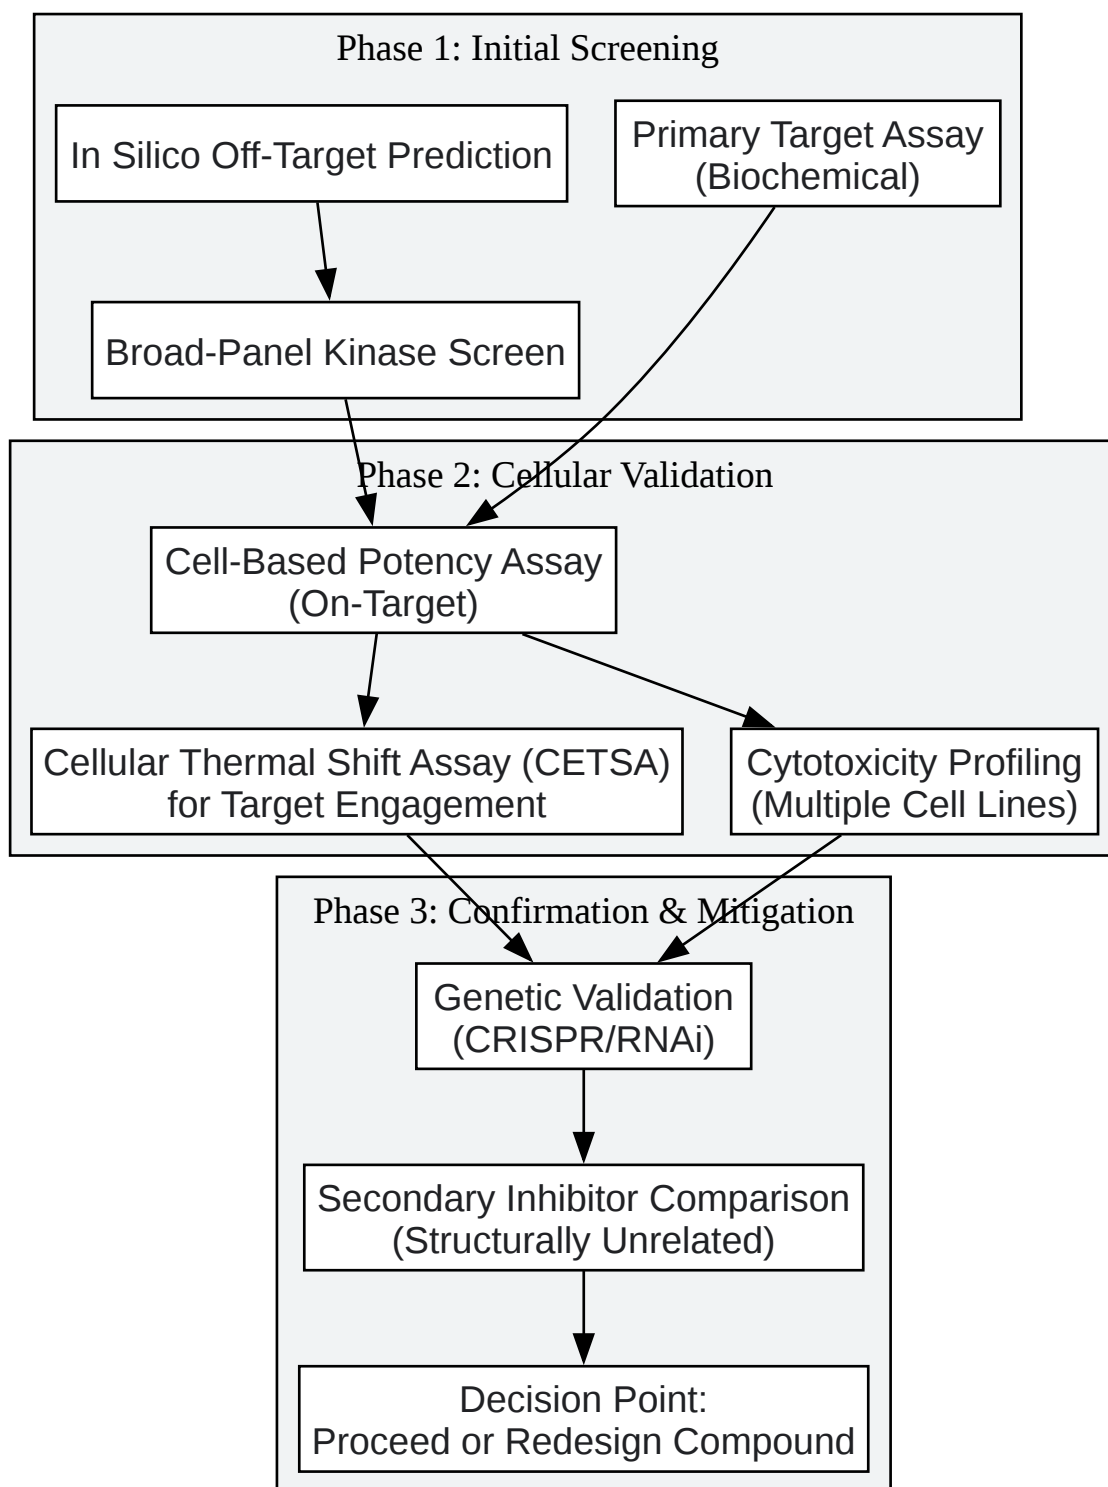 Phase 1: Initial Screening
In Silico Off-Target Prediction
Primary Target Assay
(Biochemical)
Broad-Panel Kinase Screen
Phase 2: Cellular Validation
Cell-Based Potency Assay
(On-Target)
Cellular Thermal Shift Assay (CETSA)
for Target Engagement
Cytotoxicity Profiling
(Multiple Cell Lines)
Phase 3: Confirmation & Mitigation
Genetic Validation
(CRISPR/RNAi)
Secondary Inhibitor Comparison
(Structurally Unrelated)
Decision Point:
Proceed or Redesign Compound